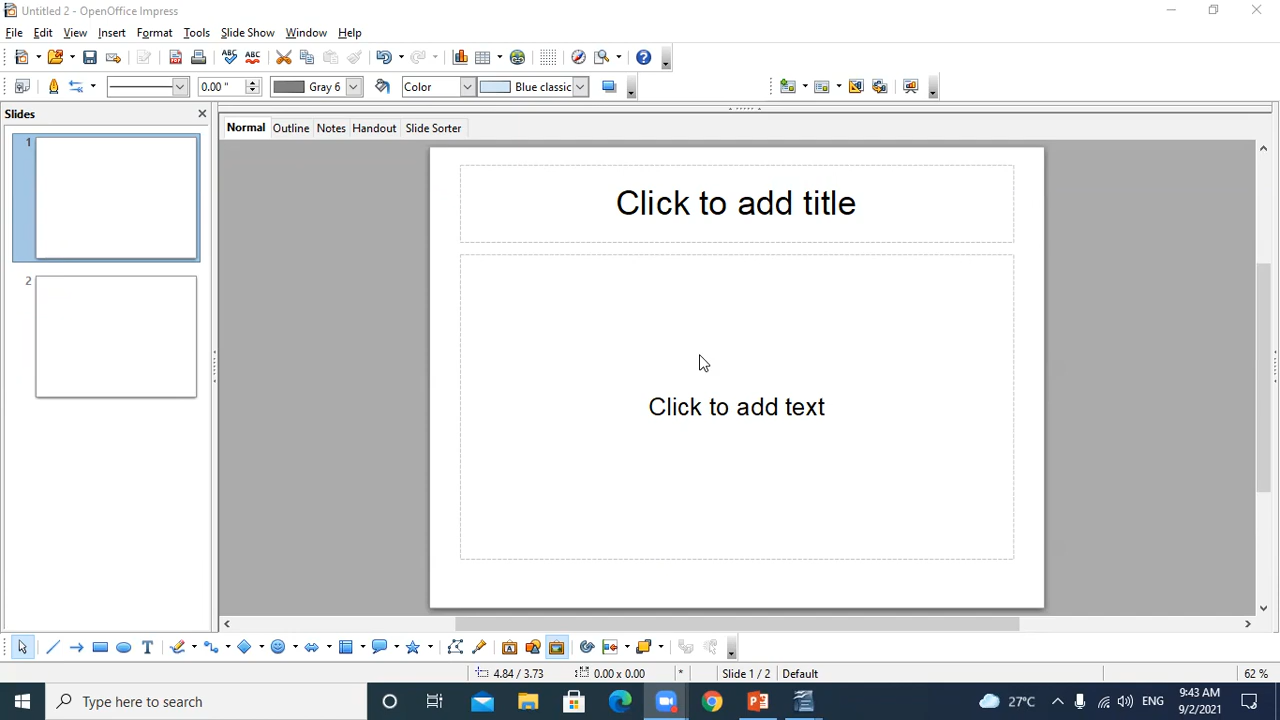 Untitled 2 - OpenOffice Impress
File Edit View Insert Format Tools Slide Show Window Help
0.00 " Gray 6 Color Blue classic
Slides
Normal Outline Notes Handout Slide Sorter
1
2
Click to add title
Click to add text
4.84 / 3.73 0.00 x 0.00 * Slide 1 / 2 Default 62 %
Type here to search
27°C ENG
9:43 AM
9/2/2021